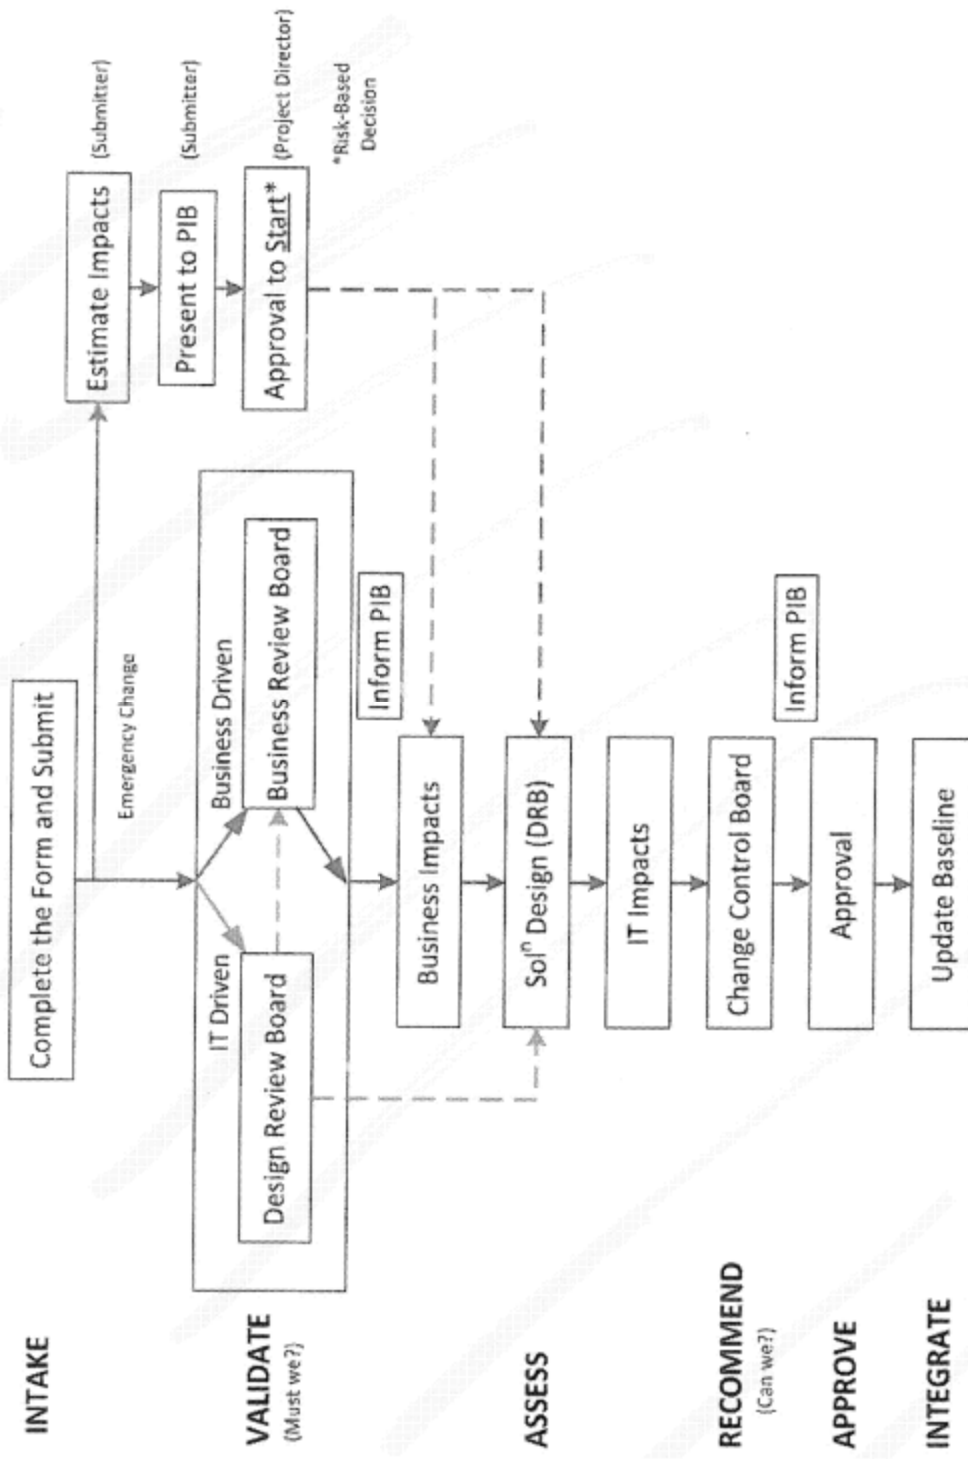 INTAKE
Complete the Form and Submit
Emergency Change
Estimate Impacts
(Submitter)
Present to PIB
(Submitter)
Approval to Start*
(Project Director)
*Risk-Based
Decision
VALIDATE
(Must we?)
IT Driven
Business Driven
Design Review Board
Business Review Board
Inform PIB
ASSESS
Business Impacts
Solⁿ Design (DRB)
IT Impacts
RECOMMEND
(Can we?)
Change Control Board
Inform PIB
APPROVE
Approval
INTEGRATE
Update Baseline